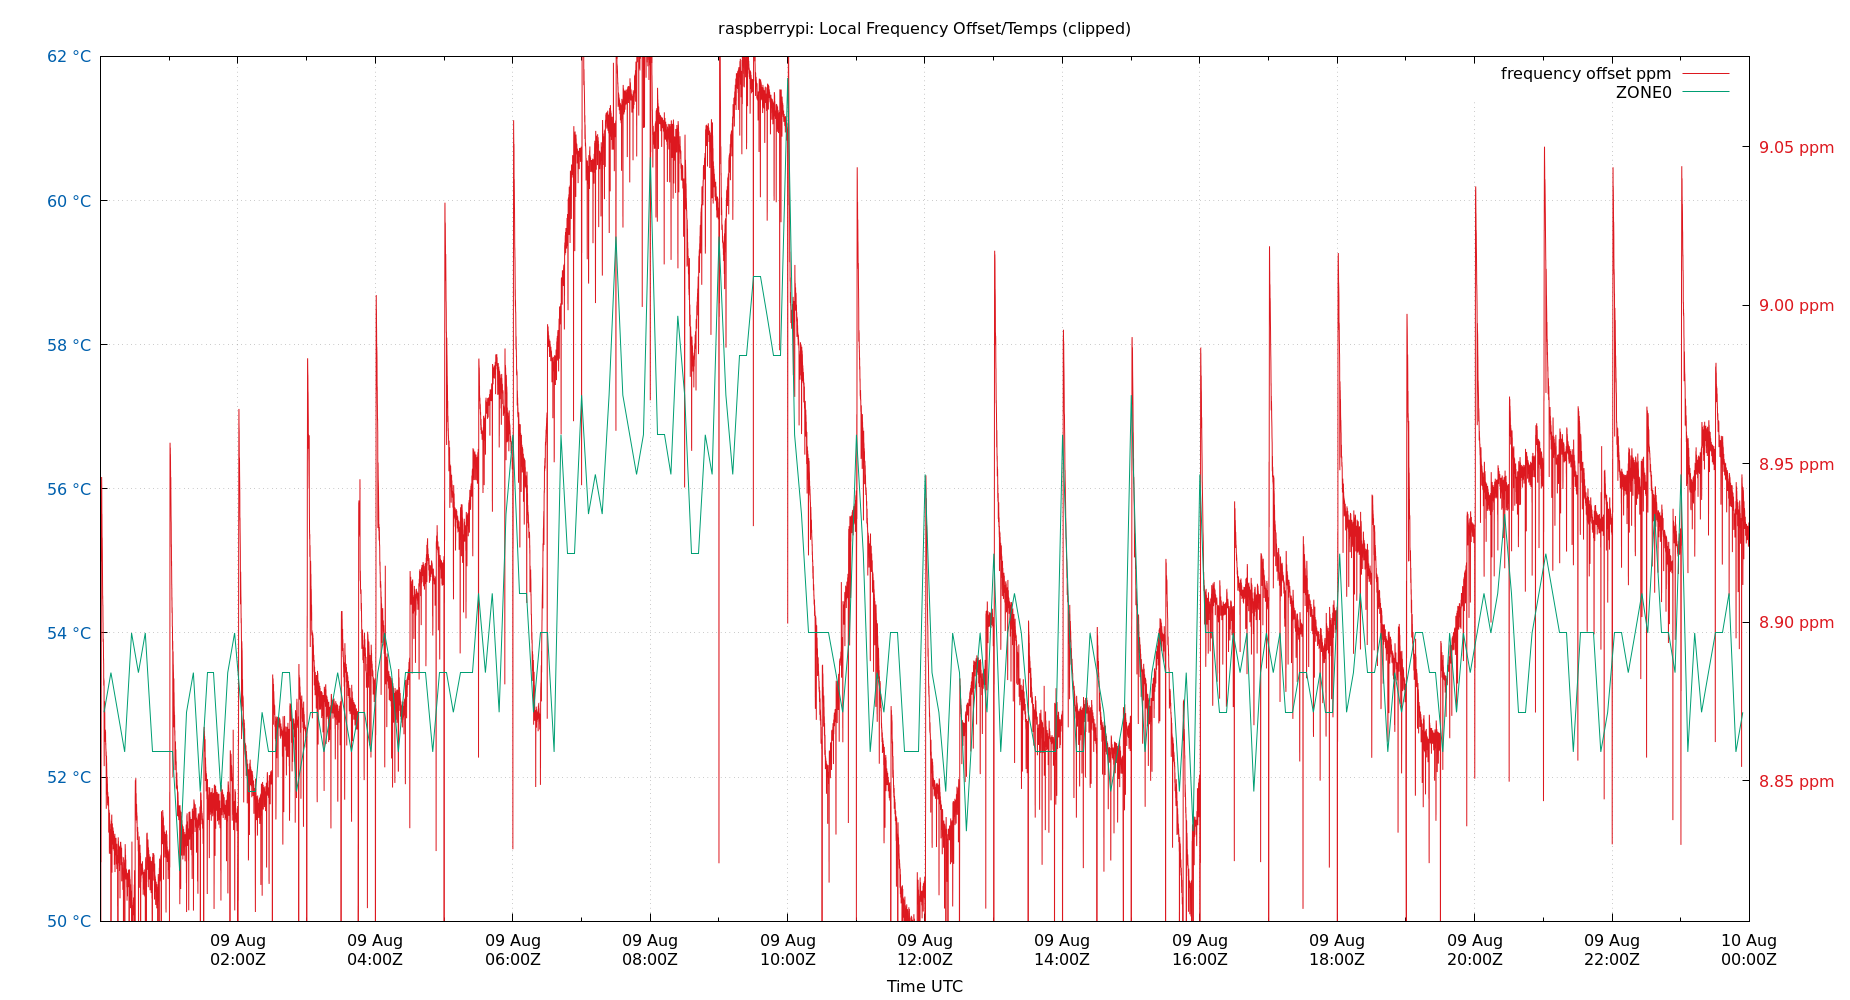 raspberrypi: Local Frequency Offset/Temps (clipped)
62 °C
60 °C
58 °C
56 °C
54 °C
52 °C
50 °C
frequency offset ppm
ZONE0
9.05 ppm
9.00 ppm
8.95 ppm
8.90 ppm
8.85 ppm
09 Aug
02:00Z
09 Aug
04:00Z
09 Aug
06:00Z
09 Aug
08:00Z
09 Aug
10:00Z
09 Aug
12:00Z
09 Aug
14:00Z
09 Aug
16:00Z
09 Aug
18:00Z
09 Aug
20:00Z
09 Aug
22:00Z
10 Aug
00:00Z
Time UTC